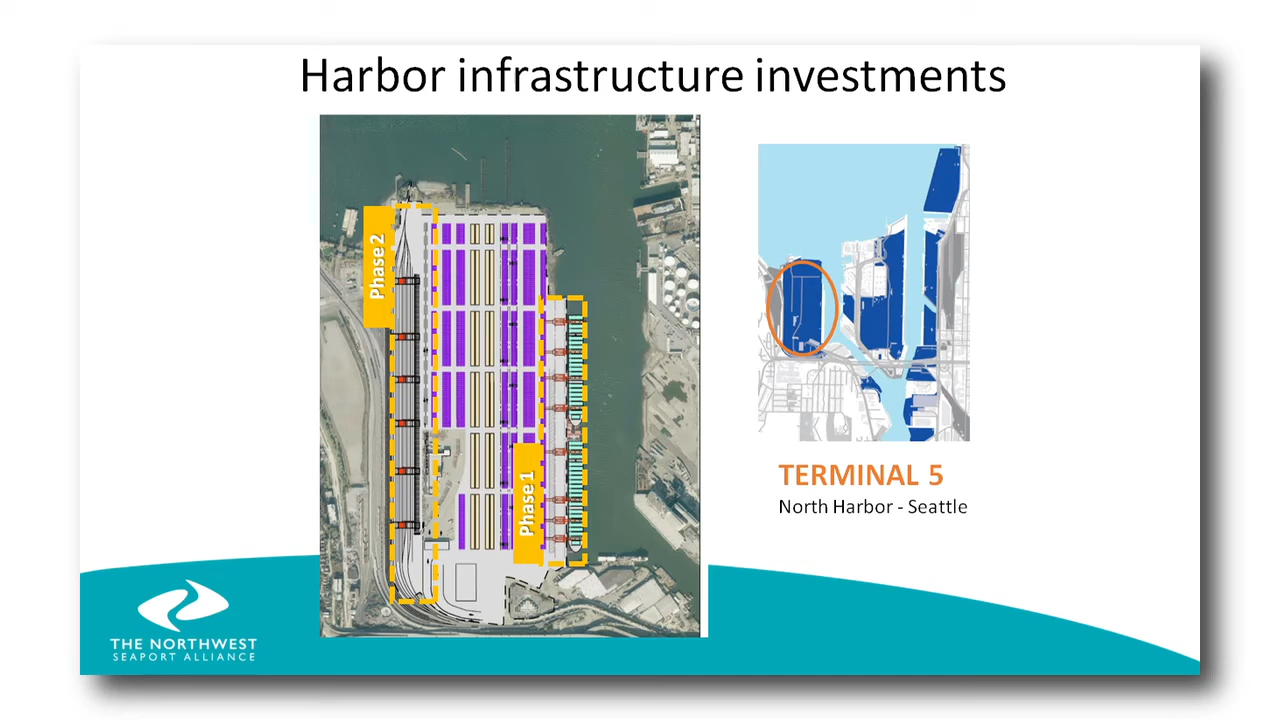 Harbor infrastructure investments
Phase 2
Phase 1
TERMINAL 5
North Harbor - Seattle
THE NORTHWEST
SEAPORT ALLIANCE